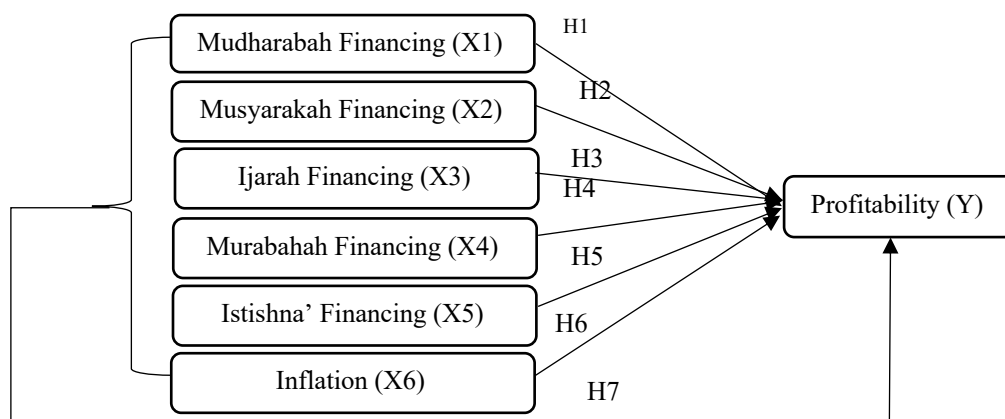 Mudharabah Financing (X1)
H1
H2
Musyarakah Financing (X2)
H3
Ijarah Financing (X3)
H4
Profitability (Y)
Murabahah Financing (X4)
H5
Istishna’ Financing (X5)
H6
Inflation (X6)
H7